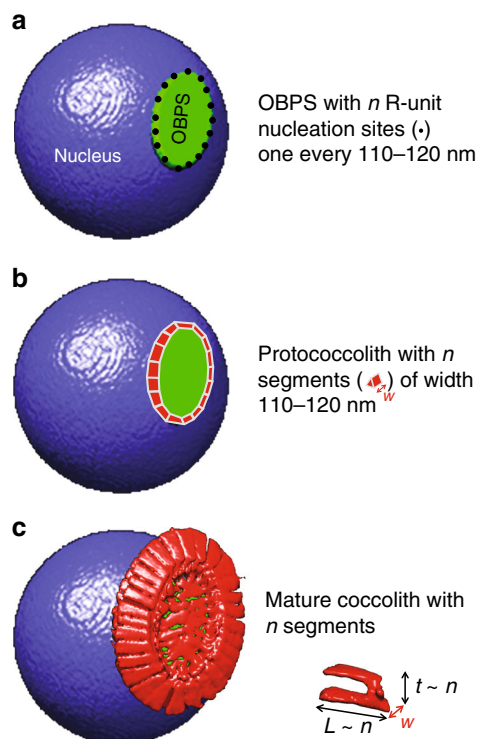 a
OBPS
Nucleus
OBPS with n R-unit
nucleation sites (•)
one every 110–120 nm
b
Protococcolith with n
segments ( ) of width
w
110–120 nm
c
Mature coccolith with
n segments
t ~ n
L ~ n
w